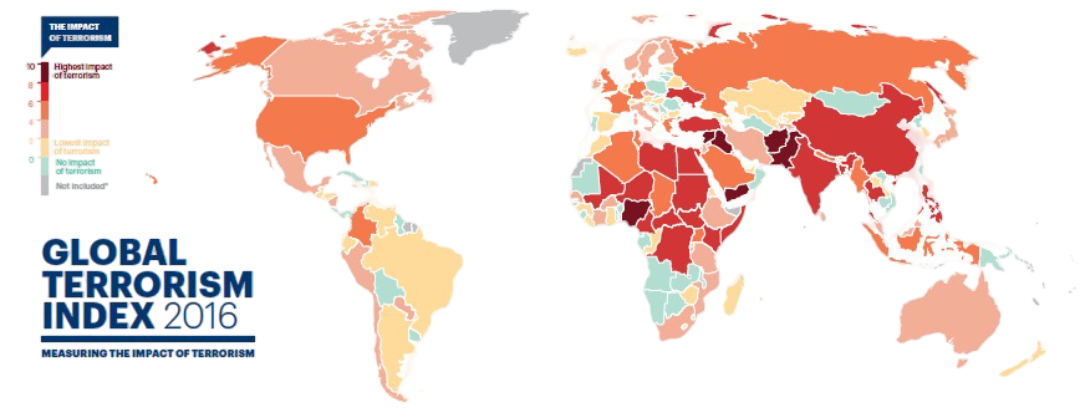 THE IMPACT
OF TERRORISM
10
Highest impact
of terrorism
8
6
4
2
Lowest impact
of terrorism
0
No impact
of terrorism
Not included*
GLOBAL
TERRORISM
INDEX 2016
MEASURING THE IMPACT OF TERRORISM